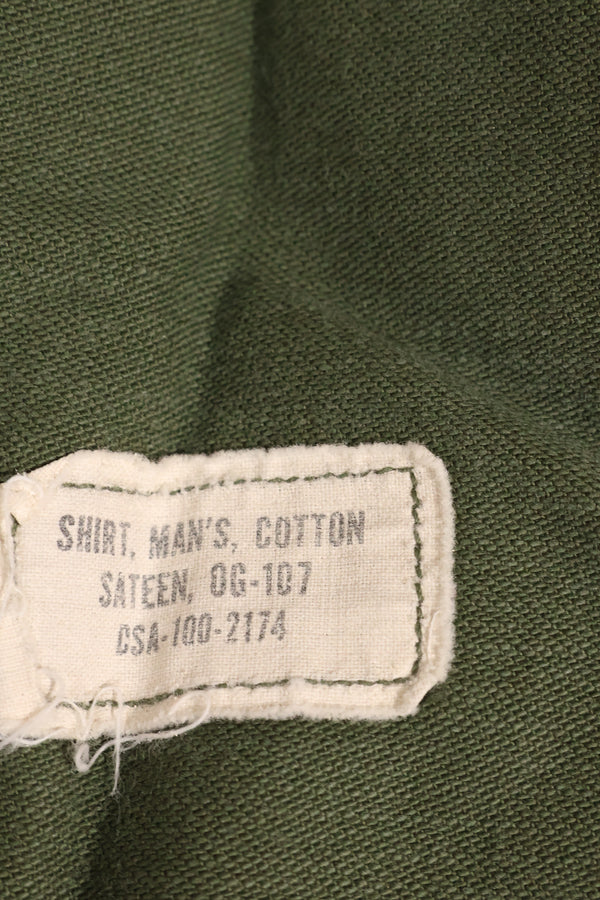 SHIRT, MAN'S, COTTON
SATEEN, OG-107
DSA-100-2174